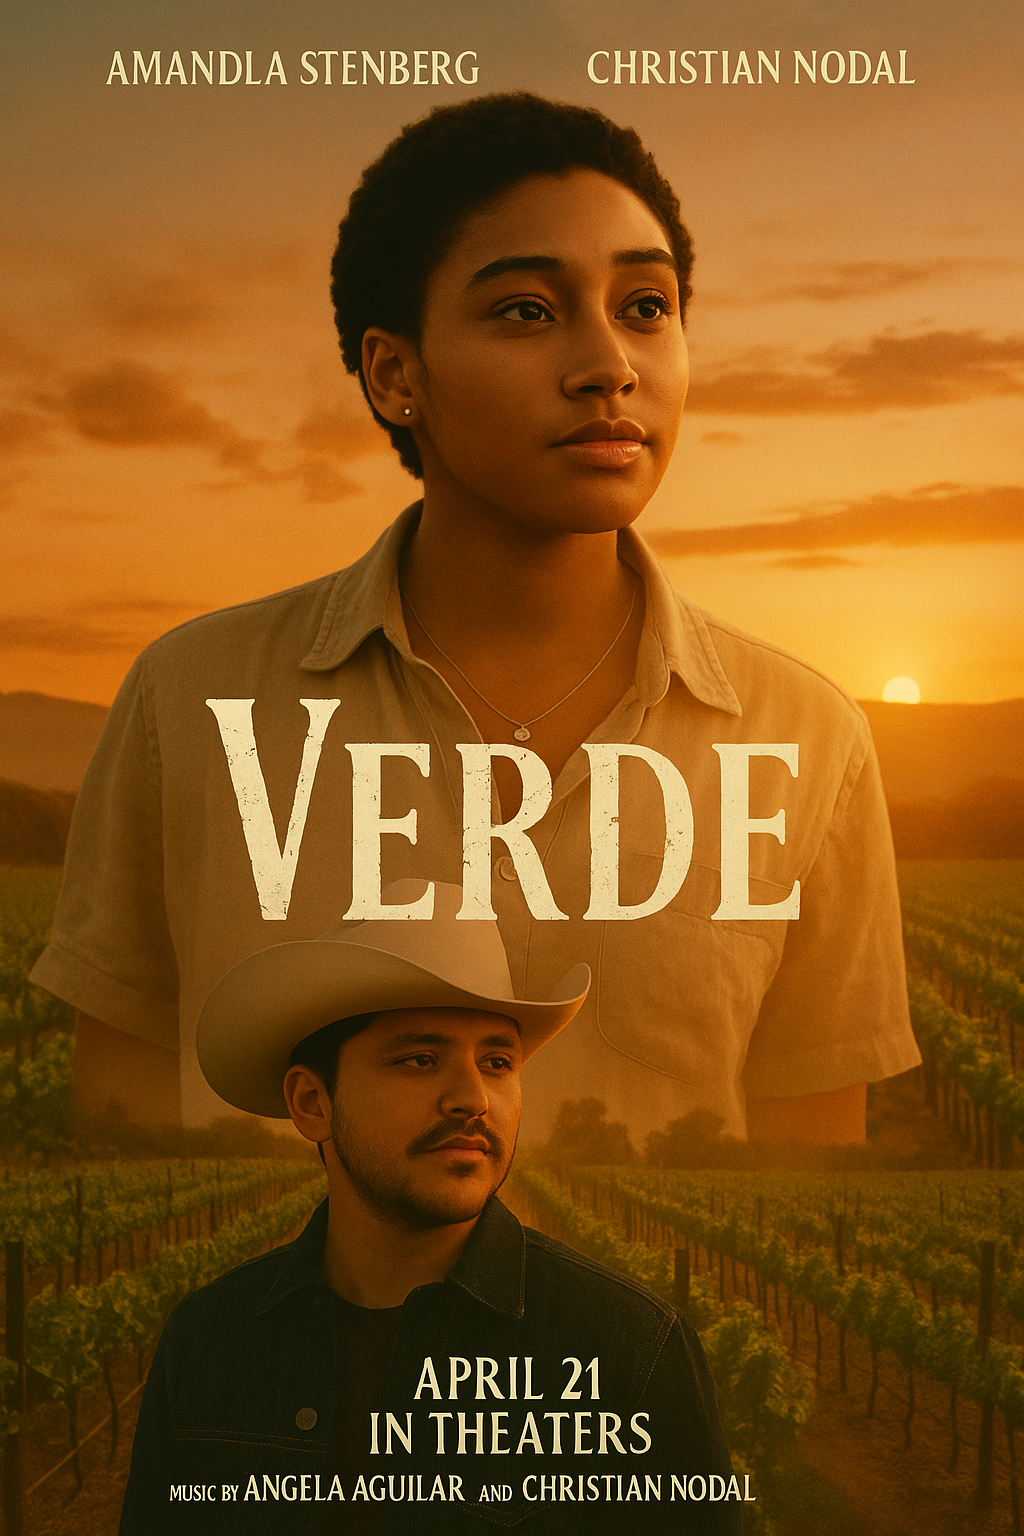 AMANDLA STENBERG CHRISTIAN NODAL
VERDE
APRIL 21
IN THEATERS
MUSIC BY ANGELA AGUILAR AND CHRISTIAN NODAL